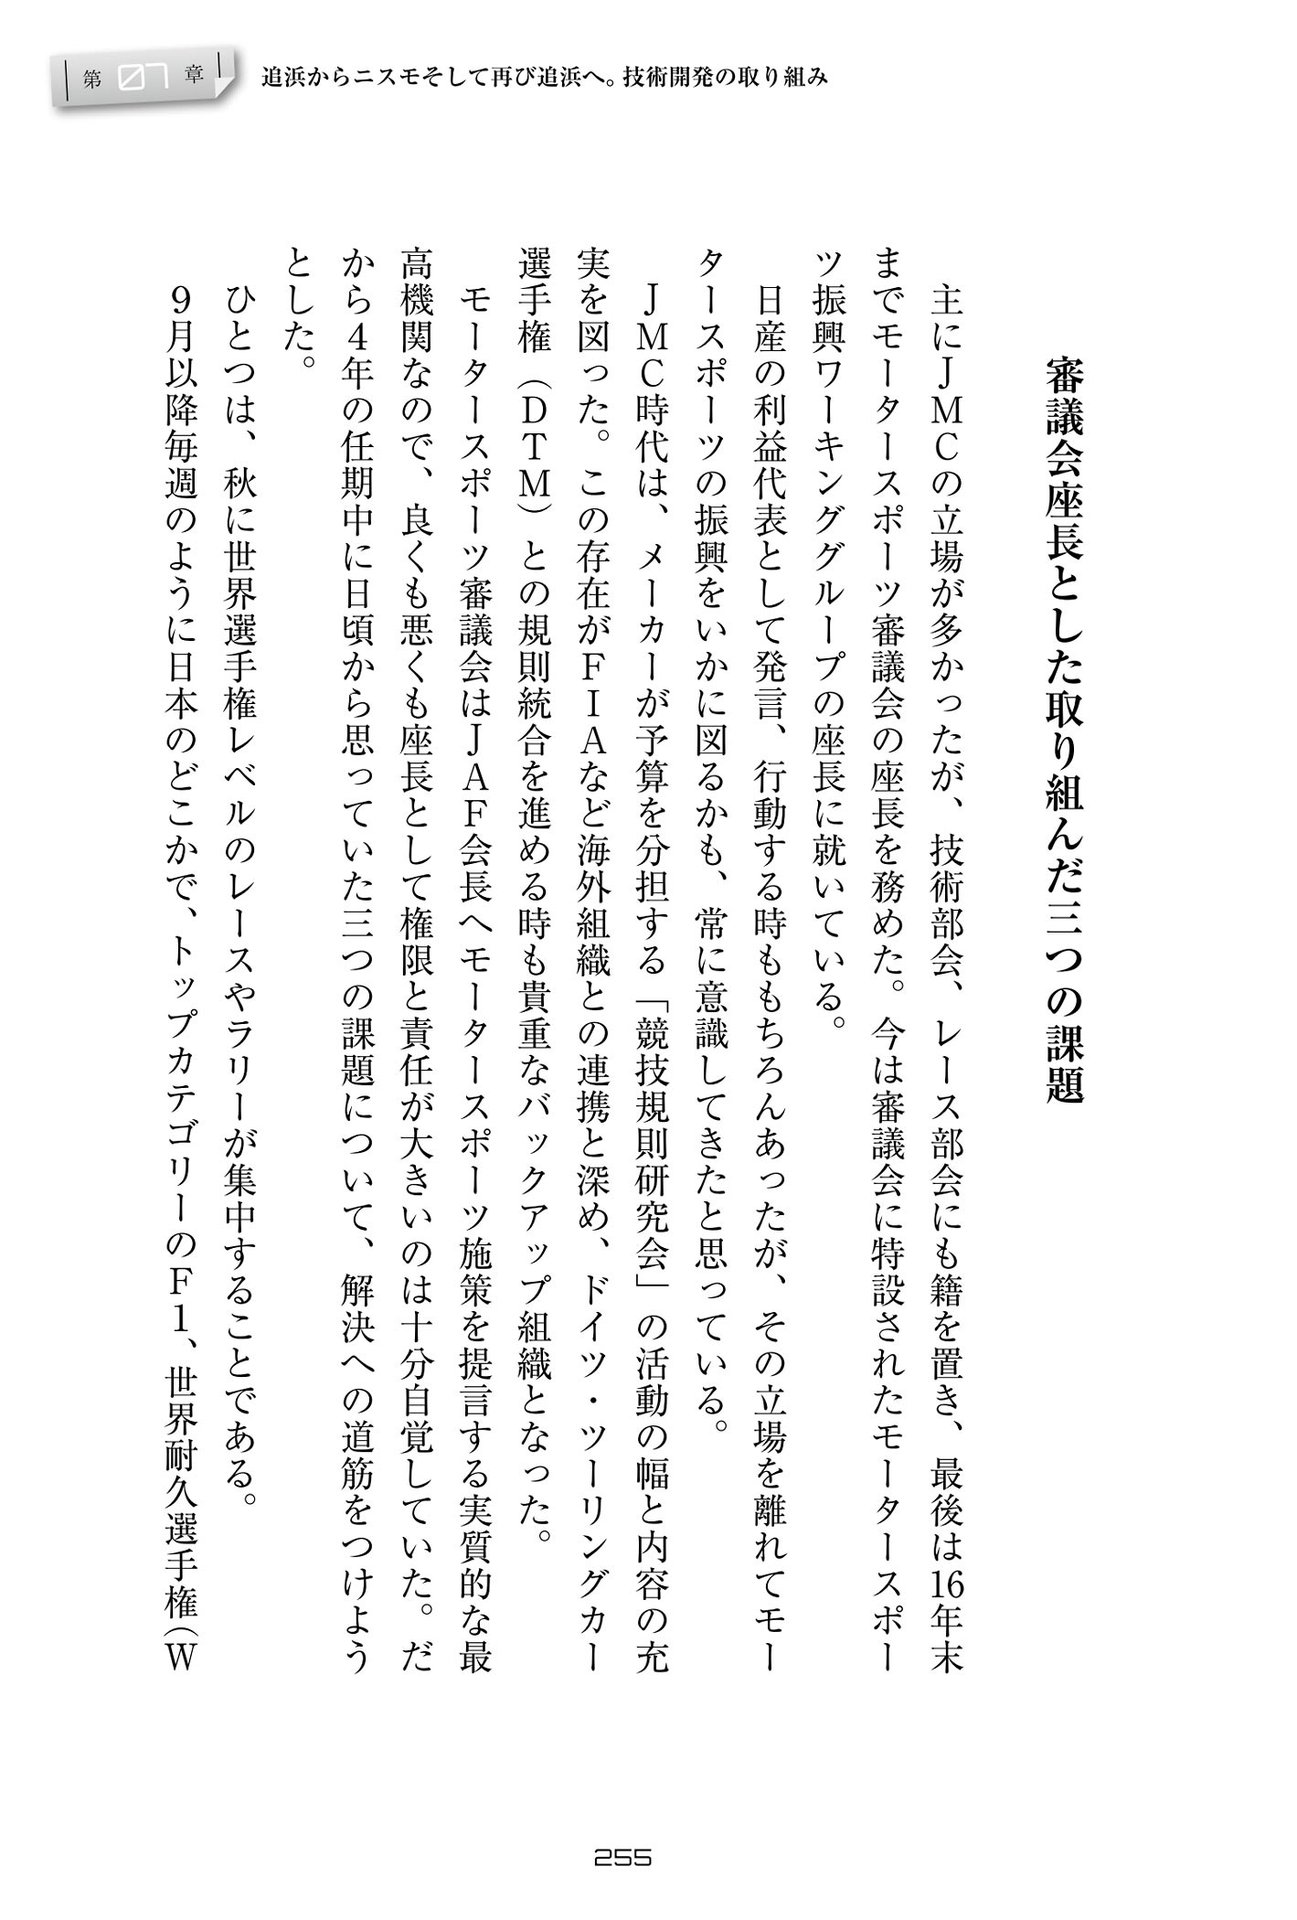 第07章
追浜からニスモそして再び追浜へ。技術開発の取り組み
審議会座長とした取り組んだ三つの課題
主にJMCの立場が多かったが、技術部会、レース部会にも籍を置き、最後は16年末
までモータースポーツ審議会の座長を務めた。今は審議会に特設されたモータースポー
ツ振興ワーキンググループの座長に就いている。
日産の利益代表として発言、行動する時ももちろんあったが、その立場を離れてモー
タースポーツの振興をいかに図るかも、常に意識してきたと思っている。
JMC時代は、メーカーが予算を分担する「競技規則研究会」の活動の幅と内容の充
実を図った。この存在がFIAなど海外組織との連携と深め、ドイツ・ツーリングカー
選手権（DTM）との規則統合を進める時も貴重なバックアップ組織となった。
モータースポーツ審議会はJAF会長へモータースポーツ施策を提言する実質的な最
高機関なので、良くも悪くも座長として権限と責任が大きいのは十分自覚していた。だ
から4年の任期中に日頃から思っていた三つの課題について、解決への道筋をつけよう
とした。
ひとつは、秋に世界選手権レベルのレースやラリーが集中することである。
9月以降毎週のように日本のどこかで、トップカテゴリーのF1、世界耐久選手権（W
255